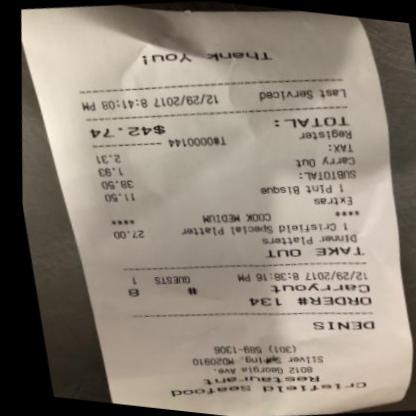 Crisfield Seafood
Restaurant
8012 Georgia Ave.
Silver Spring, MD20910
(301) 589-1306
DENIS
ORDER# 134
Carryout # 8
12/29/2017 8:38:16 PM GUESTS 1
TAKE OUT
Dinner Platters
1 Crisfield Special Platter 27.00
COOK MEDIUM
**** ****
Extras
1 Pint Bisque 11.50
SUBTOTAL: 38.50
Carry Out 1.93
TAX: 2.31
Register T#0000144
TOTAL: $42.74
Last Serviced 12/29/2017 8:41:08 PM
Thank You!